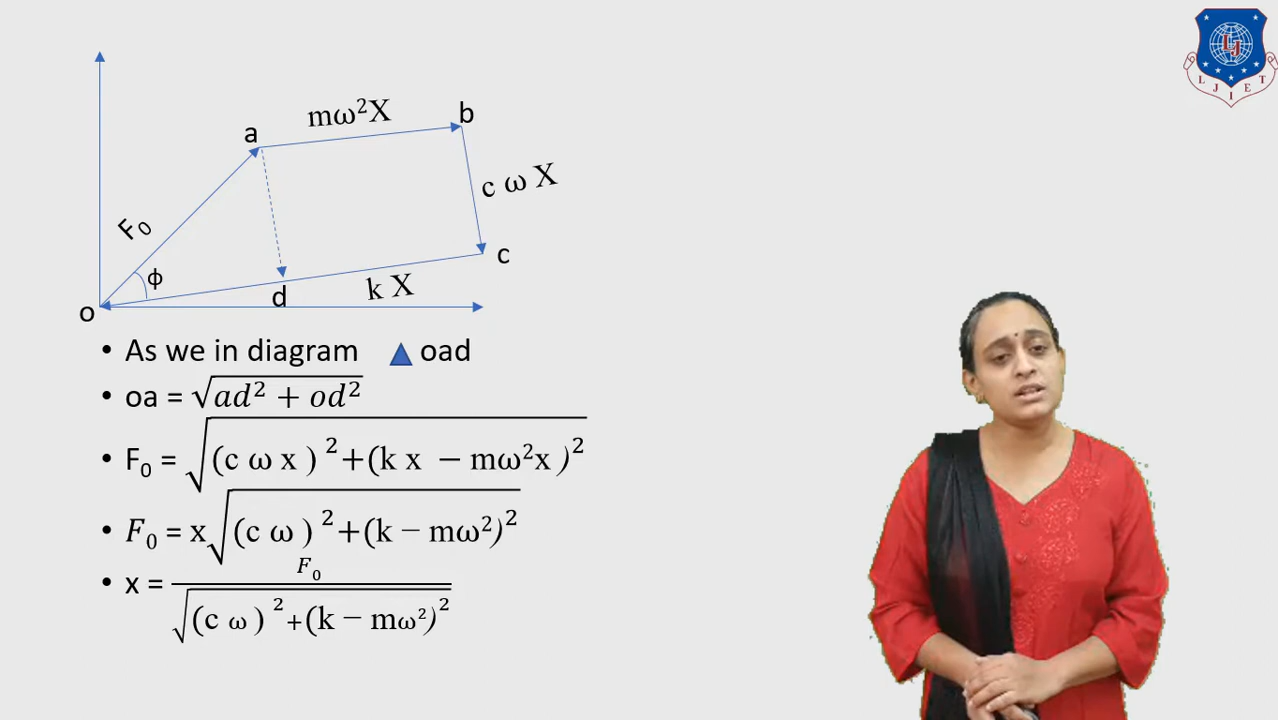 L J I E T
mω²X
a
b
c ω X
F₀
ϕ
c
d
k X
o
• As we in diagram ▲ oad
• oa = √(ad² + od²)
• F₀ = √((c ω x )² +(k x − mω²x )²)
• F₀ = x√((c ω )² +(k − mω²)²)
• x = F₀ / √((c ω )² +(k − mω²)²)